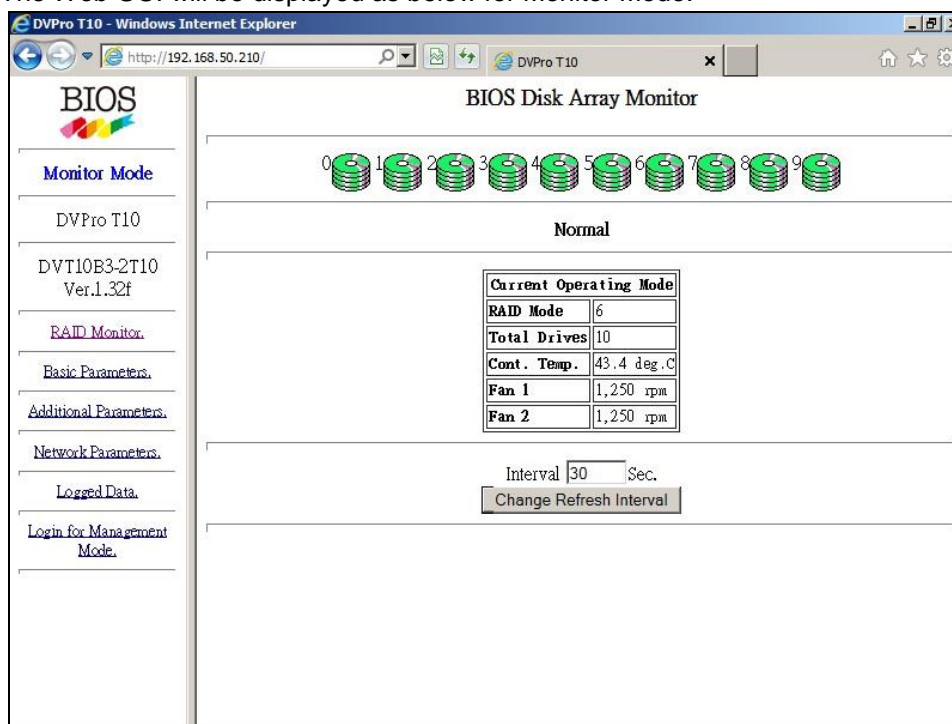 The Web GUI will be displayed as below for Monitor Mode.
DVPro T10 - Windows Internet Explorer
http://192.168.50.210/
DVPro T10
BIOS
Monitor Mode
DVPro T10
DVT10B3-2T10
Ver.1.32f
RAID Monitor.
Basic Parameters.
Additional Parameters.
Network Parameters.
Logged Data.
Login for Management
Mode.
BIOS Disk Array Monitor
0 1 2 3 4 5 6 7 8 9
Normal
Current Operating Mode
RAID Mode 6
Total Drives 10
Cont. Temp. 43.4 deg.C
Fan 1 1,250 rpm
Fan 2 1,250 rpm
Interval 30 Sec.
Change Refresh Interval